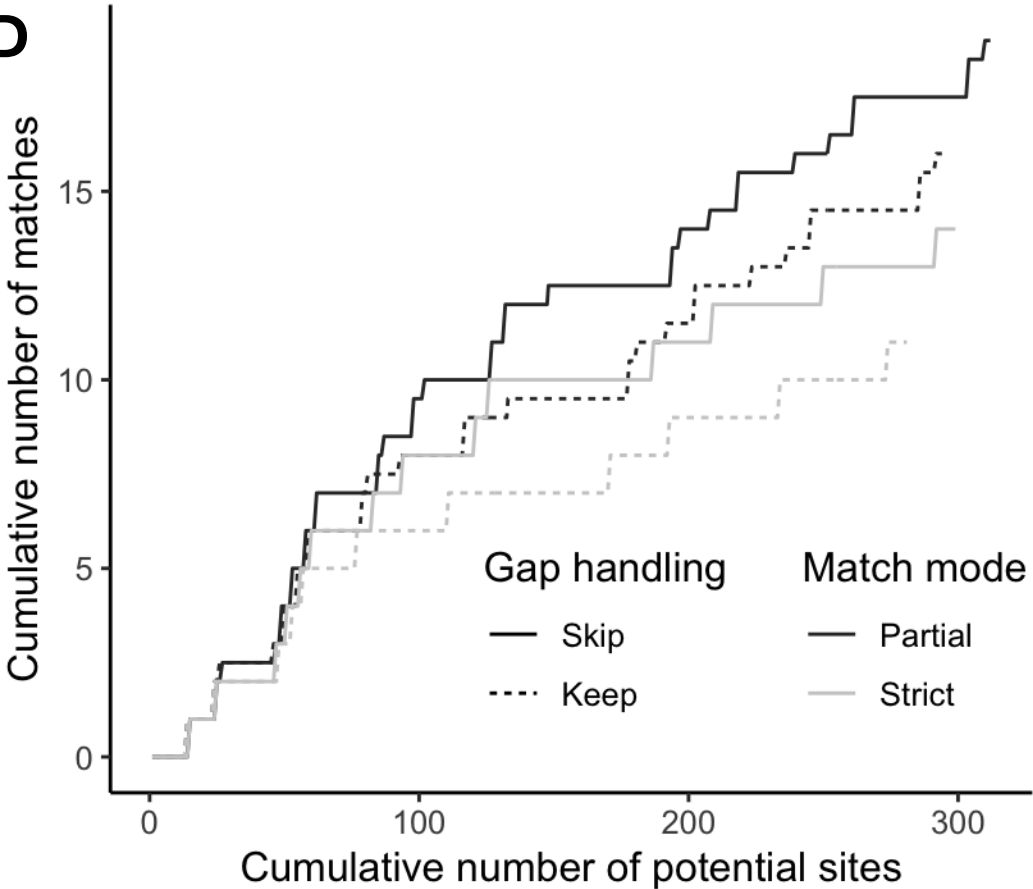 D
Cumulative number of matches
15
10
5
0
Gap handling
Skip
Keep
Match mode
Partial
Strict
0 100 200 300
Cumulative number of potential sites